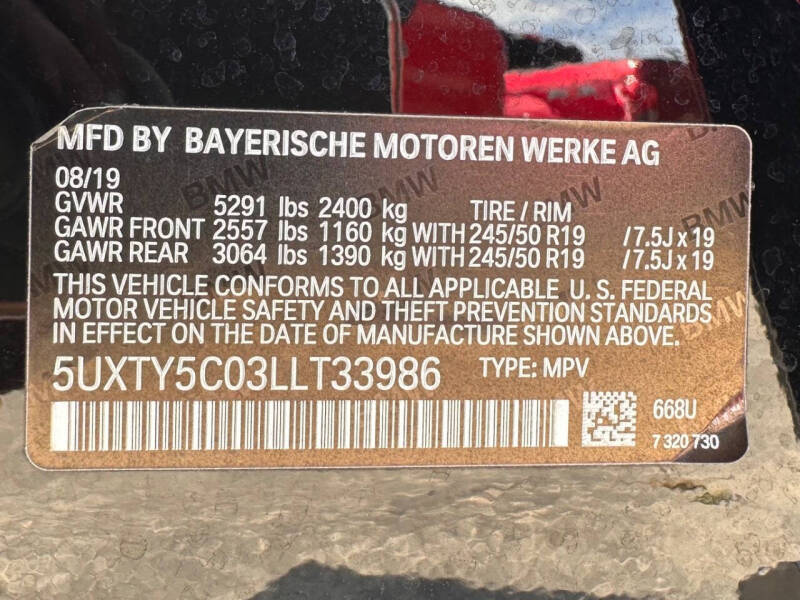 MFD BY BAYERISCHE MOTOREN WERKE AG
08/19
GVWR 5291 lbs 2400 kg TIRE / RIM
GAWR FRONT 2557 lbs 1160 kg WITH 245/50 R19 /7.5J x 19
GAWR REAR 3064 lbs 1390 kg WITH 245/50 R19 /7.5J x 19
THIS VEHICLE CONFORMS TO ALL APPLICABLE U. S. FEDERAL
MOTOR VEHICLE SAFETY AND THEFT PREVENTION STANDARDS
IN EFFECT ON THE DATE OF MANUFACTURE SHOWN ABOVE.
5UXTY5C03LLT33986 TYPE: MPV
668U
7 320 730